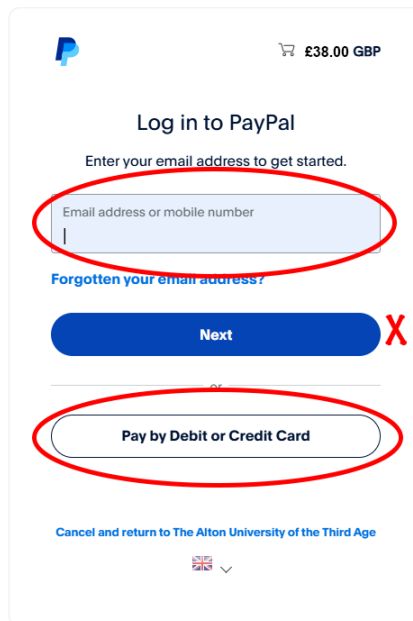 £38.00 GBP
Log in to PayPal
Enter your email address to get started.
Email address or mobile number
Forgotten your email address?
Next
X
or
Pay by Debit or Credit Card
Cancel and return to The Alton University of the Third Age